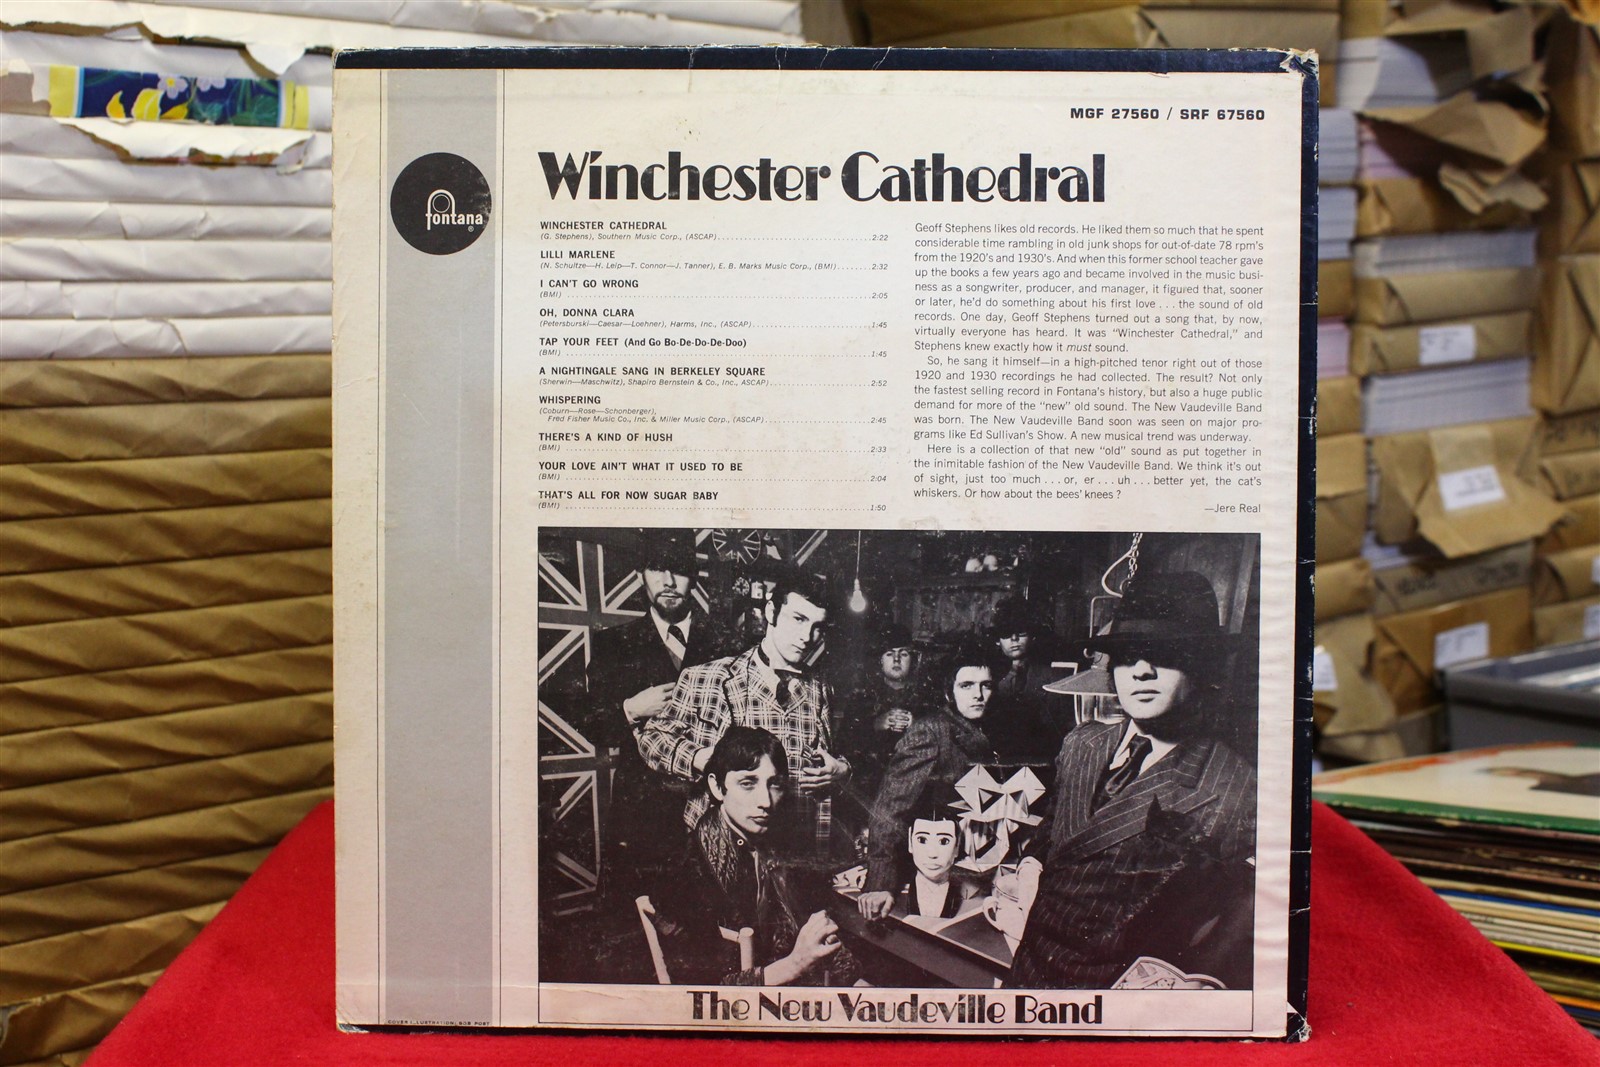 MGF 27560 / SRF 67560
fontana
®
Winchester Cathedral
WINCHESTER CATHEDRAL
(G. Stephens), Southern Music Corp., (ASCAP) 2:22
LILLI MARLENE
(N. Schultze—H. Leip—T. Connor—J. Tanner), E. B. Marks Music Corp., (BMI) 2:32
I CAN'T GO WRONG
(BMI) 2:05
OH, DONNA CLARA
(Petersburski—Caesar—Loehner), Harms, Inc., (ASCAP) 1:45
TAP YOUR FEET (And Go Bo-De-Do-De-Doo)
(BMI) 1:45
A NIGHTINGALE SANG IN BERKELEY SQUARE
(Sherwin—Maschwitz), Shapiro Bernstein & Co., Inc., ASCAP) 2:52
WHISPERING
(Coburn—Rose—Schonberger),
Fred Fisher Music Co., Inc. & Miller Music Corp., (ASCAP) 2:45
THERE'S A KIND OF HUSH
(BMI) 2:33
YOUR LOVE AIN'T WHAT IT USED TO BE
(BMI) 2:04
THAT'S ALL FOR NOW SUGAR BABY
(BMI) 1:50
Geoff Stephens likes old records. He liked them so much that he spent
considerable time rambling in old junk shops for out-of-date 78 rpm's
from the 1920's and 1930's. And when this former school teacher gave
up the books a few years ago and became involved in the music busi-
ness as a songwriter, producer, and manager, it figured that, sooner
or later, he'd do something about his first love . . . the sound of old
records. One day, Geoff Stephens turned out a song that, by now,
virtually everyone has heard. It was "Winchester Cathedral," and
Stephens knew exactly how it must sound.
So, he sang it himself—in a high-pitched tenor right out of those
1920 and 1930 recordings he had collected. The result? Not only
the fastest selling record in Fontana's history, but also a huge public
demand for more of the "new" old sound. The New Vaudeville Band
was born. The New Vaudeville Band soon was seen on major pro-
grams like Ed Sullivan's Show. A new musical trend was underway.
Here is a collection of that new "old" sound as put together in
the inimitable fashion of the New Vaudeville Band. We think it's out
of sight, just too much . . . or, er . . . uh . . . better yet, the cat's
whiskers. Or how about the bees' knees ?
—Jere Real
The New Vaudeville Band
COVER ILLUSTRATION: BOB POST